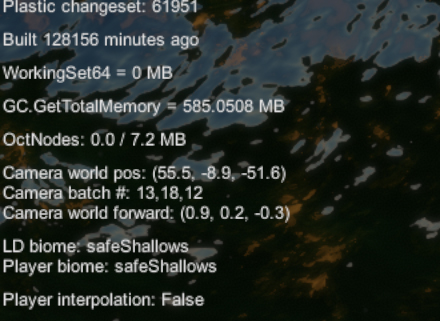 Plastic changeset: 61951
Built 128156 minutes ago
WorkingSet64 = 0 MB
GC.GetTotalMemory = 585.0508 MB
OctNodes: 0.0 / 7.2 MB
Camera world pos: (55.5, -8.9, -51.6)
Camera batch #: 13,18,12
Camera world forward: (0.9, 0.2, -0.3)
LD biome: safeShallows
Player biome: safeShallows
Player interpolation: False